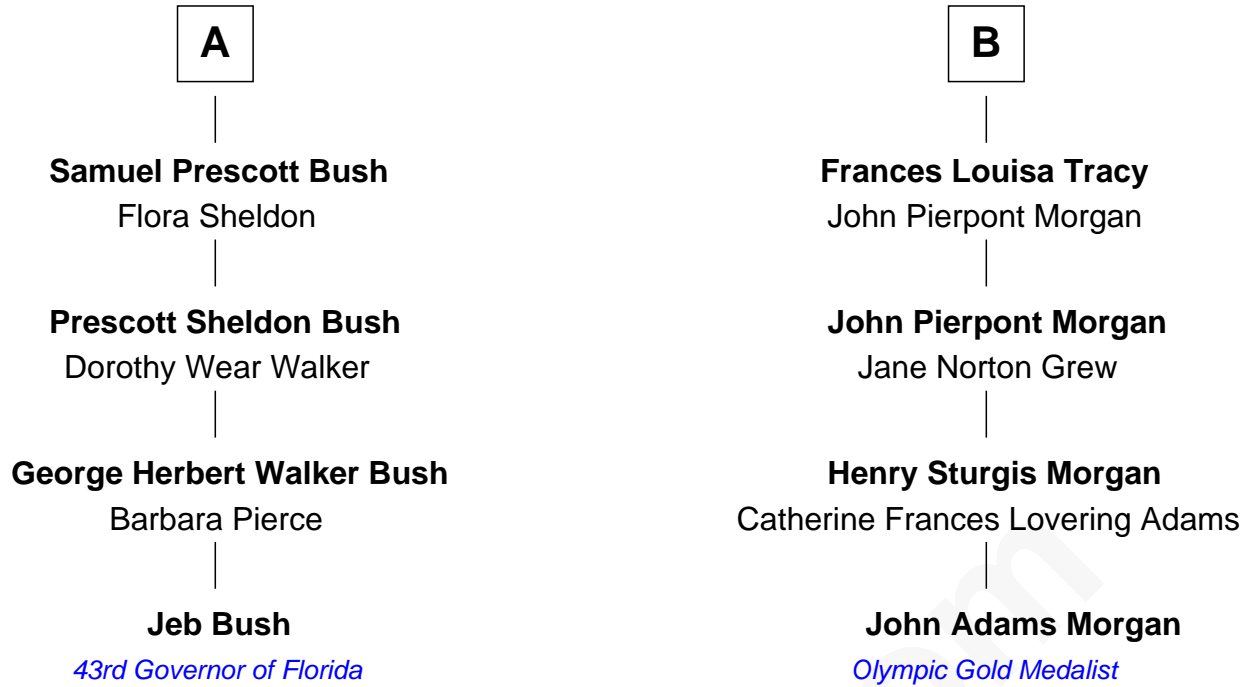 A
Samuel Prescott Bush
Flora Sheldon
Prescott Sheldon Bush
Dorothy Wear Walker
George Herbert Walker Bush
Barbara Pierce
Jeb Bush
43rd Governor of Florida
B
Frances Louisa Tracy
John Pierpont Morgan
John Pierpont Morgan
Jane Norton Grew
Henry Sturgis Morgan
Catherine Frances Lovering Adams
John Adams Morgan
Olympic Gold Medalist